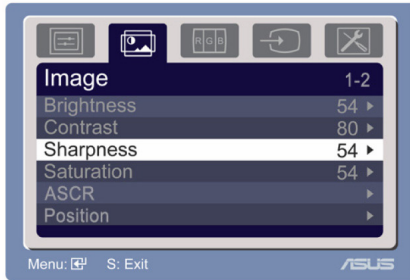 RGB
Image 1-2
Brightness 54
Contrast 80
Sharpness 54
Saturation 54
ASCR
Position
Menu: S: Exit
ASUS